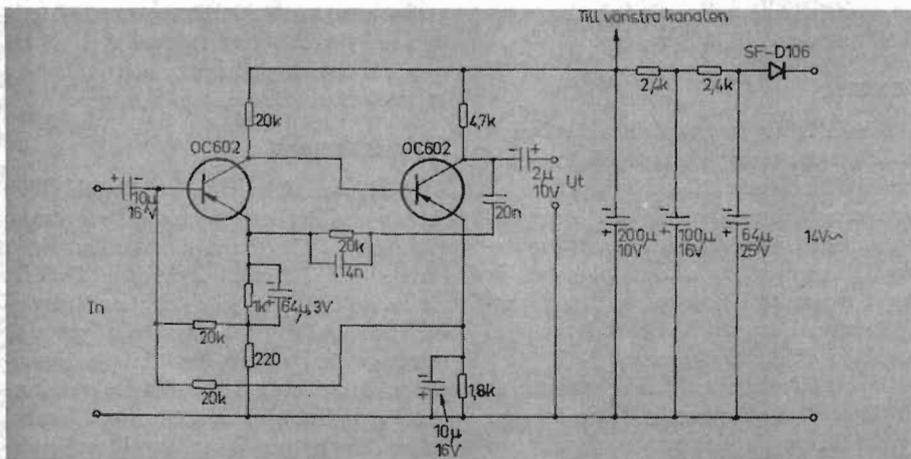 Till vänstra kanalen
SF-D106
2,4k
2,4k
20k
4,7k
OC602
OC602
+ -
10μ
16V
- +
2μ
10V
Ut
20n
20k
4n
-
+
200μ
10V
-
+
100μ
16V
-
+
64μ
25V
14V~
In
1k
-
+
64μ,3V
20k
220
20k
-
+
1,8k
10μ
16V